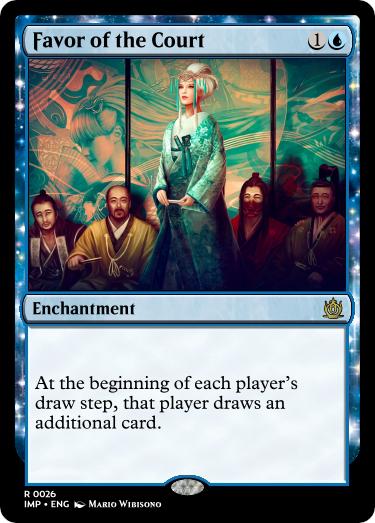 Favor of the Court 1
Enchantment
At the beginning of each player's
draw step, that player draws an
additional card.
R 0026
IMP • ENG Mario Wibisono